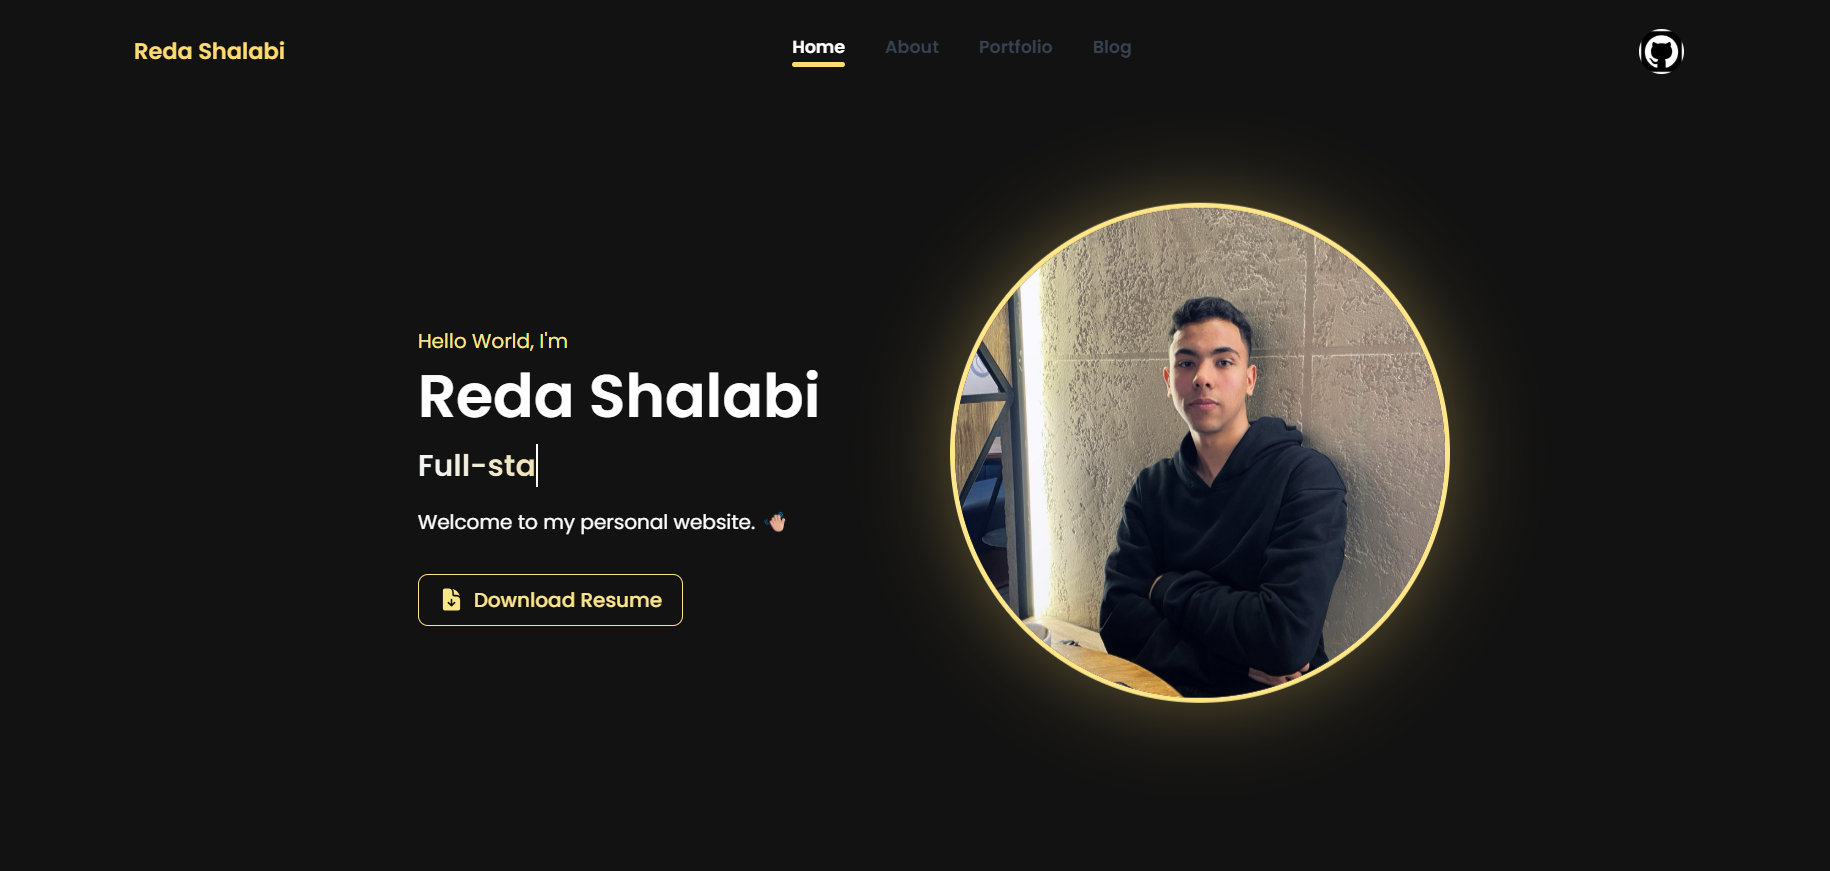 Reda Shalabi
Home About Portfolio Blog
Hello World, I'm
Reda Shalabi
Full-sta
Welcome to my personal website. 👋🏻
Download Resume